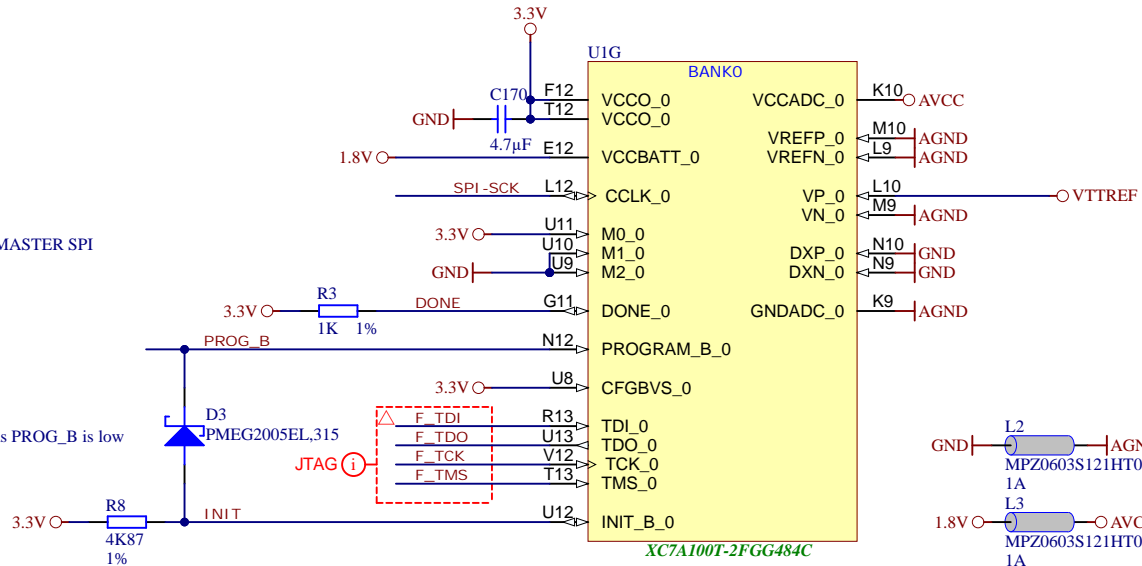 3.3V
U1G
BANK0
C170
4.7µF
GND
F12 VCCO_0
T12 VCCO_0
VCCADC_0 K10 AVCC
VREFP_0 M10 AGND
1.8V E12 VCCBATT_0
VREFN_0 L9 AGND
SPI-SCK L12 CCLK_0
VP_0 L10 VTTREF
VN_0 M9 AGND
3.3V U11 M0_0
MASTER SPI
U10 M1_0
DXP_0 N10 GND
GND U9 M2_0
DXN_0 N9 GND
R3
3.3V DONE G11 DONE_0
GNDADC_0 K9 AGND
1K 1%
PROG_B N12 PROGRAM_B_0
3.3V U8 CFGBVS_0
D3
PMEG2005EL,315
s PROG_B is low
JTAG i
F_TDI R13 TDI_0
F_TDO U13 TDO_0
F_TCK V12 TCK_0
F_TMS T13 TMS_0
L2
GND AGN
MPZ0603S121HT0
1A
R8
3.3V INIT U12 INIT_B_0
4K87
1%
XC7A100T-2FGG484C
L3
1.8V AVC
MPZ0603S121HT0
1A